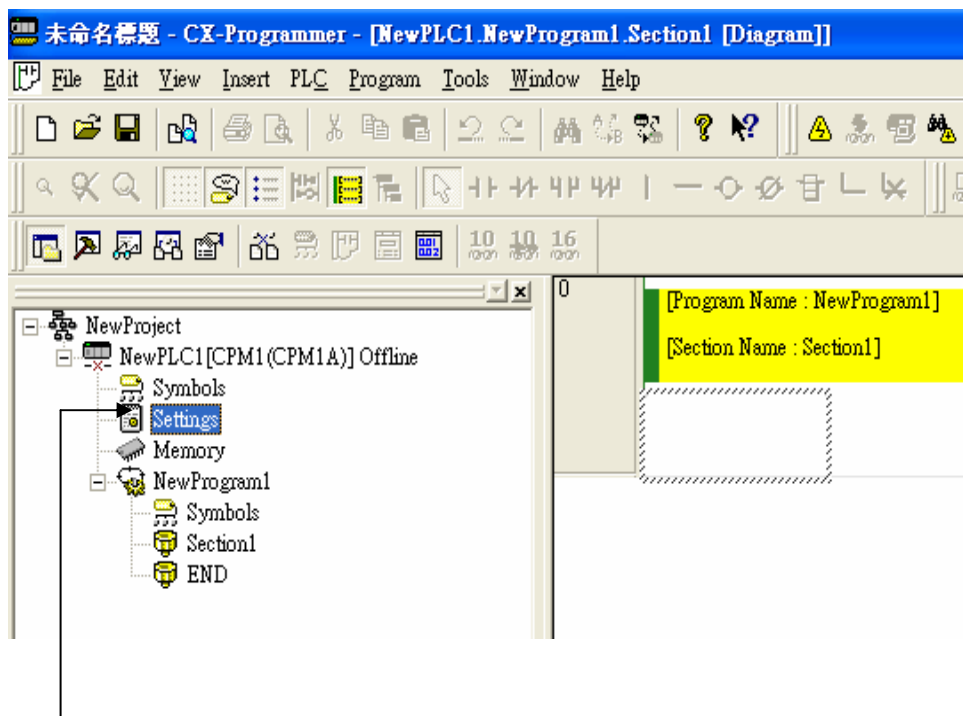 未命名標題 - CX-Programmer - [NewPLC1.NewProgram1.Section1 [Diagram]]
File Edit View Insert PLC Program Tools Window Help
10 10 16
0
[Program Name : NewProgram1]
[Section Name : Section1]
NewProject
NewPLC1[CPM1(CPM1A)] Offline
Symbols
Settings
Memory
NewProgram1
Symbols
Section1
END